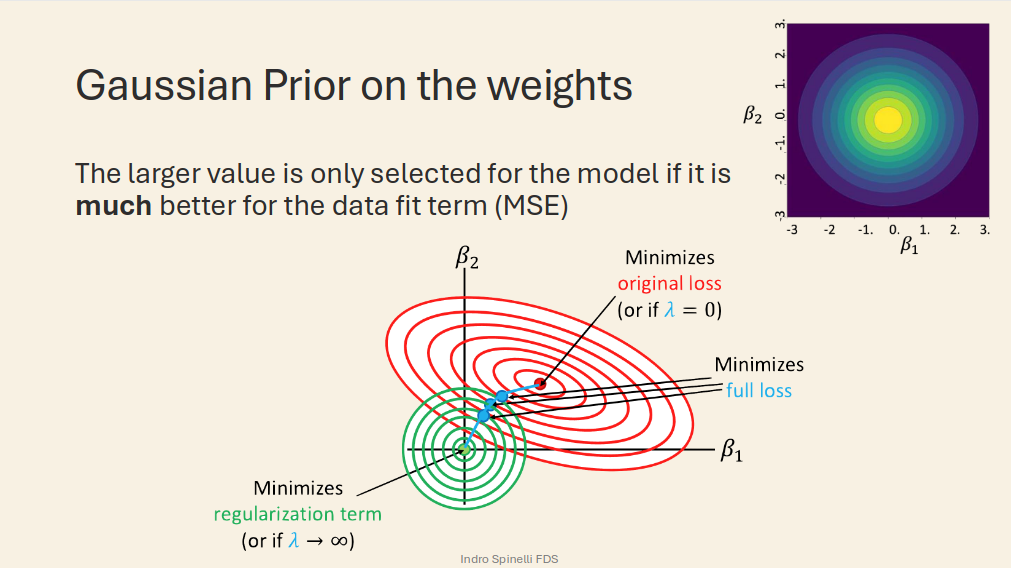 Gaussian Prior on the weights
The larger value is only selected for the model if it is
much better for the data fit term (MSE)
3.
2.
1.
0.
-1.
-2
-3
β₂
-3 -2 -1. 0. 1. 2. 3.
β₁
β₂
Minimizes
original loss
(or if λ = 0)
Minimizes
full loss
β₁
Minimizes
regularization term
(or if λ → ∞)
Indro Spinelli FDS